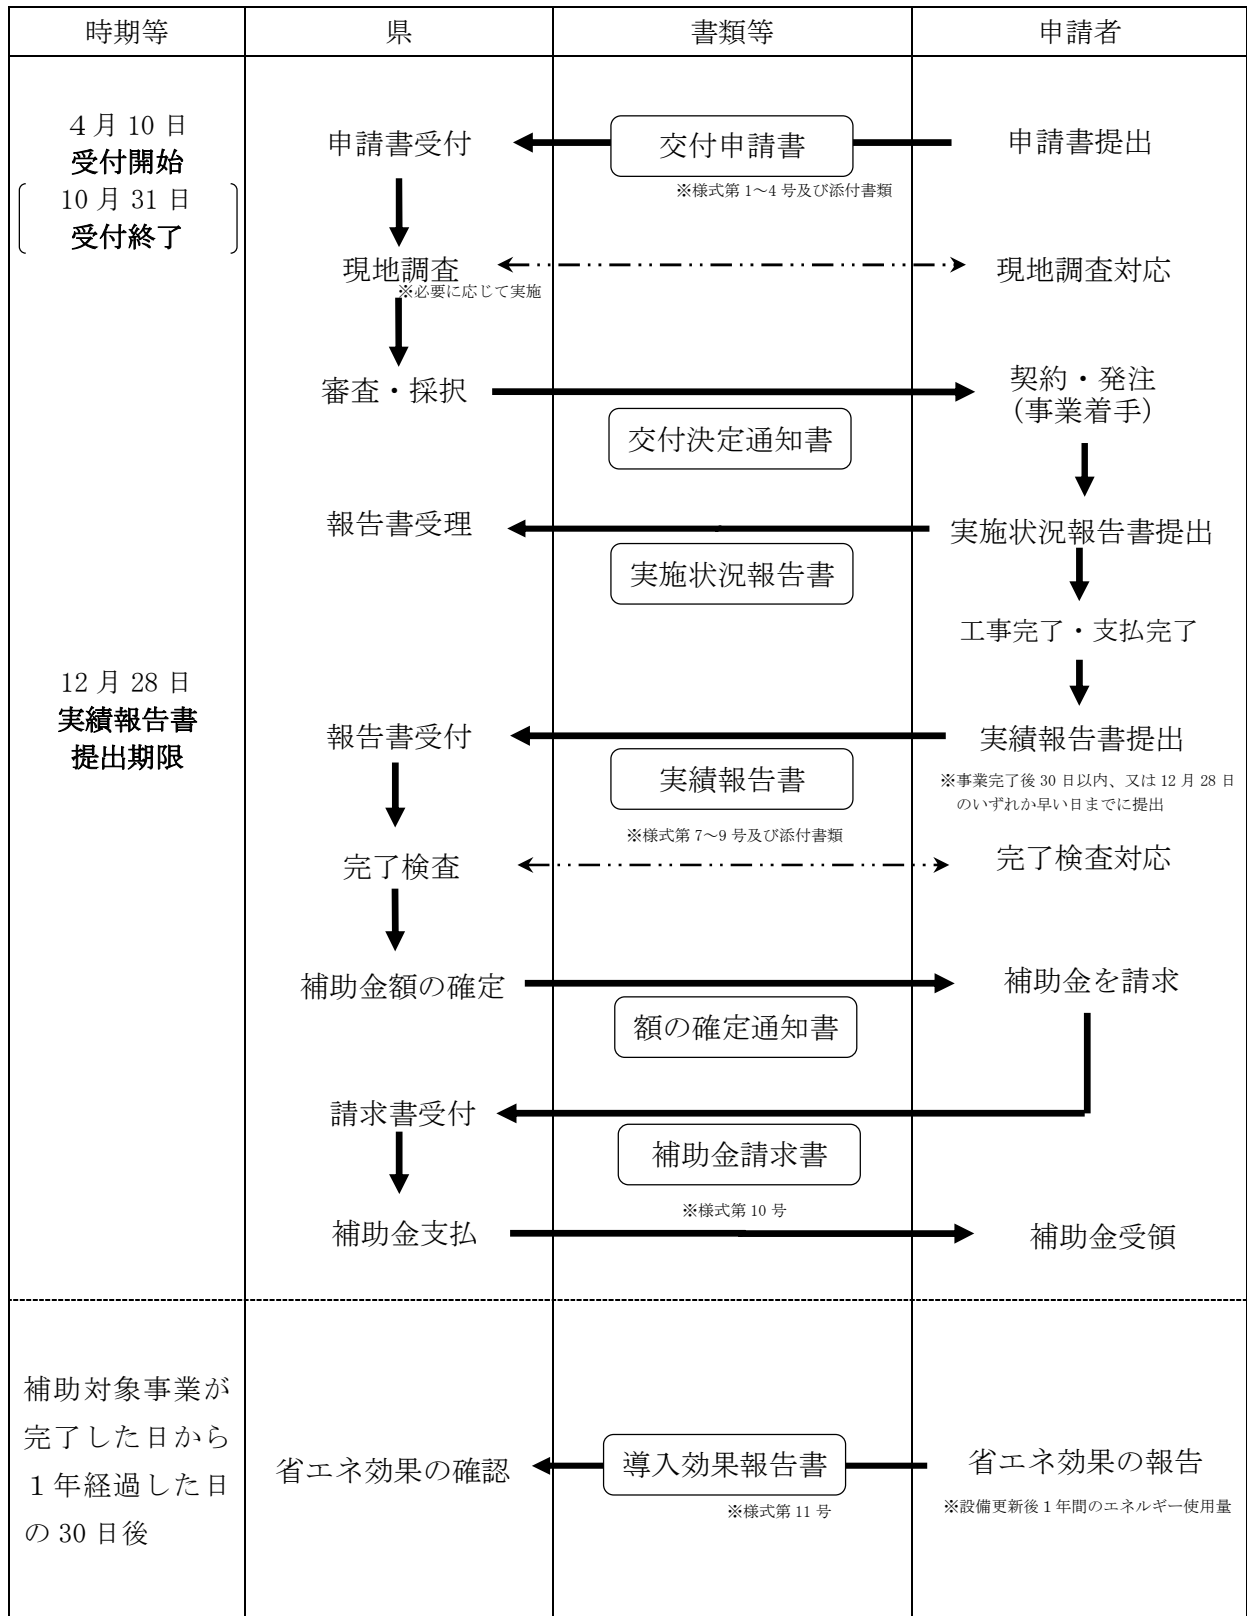 時期等 県 書類等 申請者
4月10日
受付開始
10月31日
受付終了
申請書受付 交付申請書 申請書提出
※様式第1~4号及び添付書類
現地調査 現地調査対応
※必要に応じて実施
審査・採択 契約・発注
(事業着手)
交付決定通知書
報告書受理 実施状況報告書提出
実施状況報告書
工事完了・支払完了
12月28日
実績報告書
提出期限
報告書受付 実績報告書提出
実績報告書
※事業完了後30日以内、又は12月28日
のいずれか早い日までに提出
※様式第7~9号及び添付書類
完了検査 完了検査対応
補助金額の確定 補助金を請求
額の確定通知書
請求書受付
補助金請求書
※様式第10号
補助金支払 補助金受領
補助対象事業が
完了した日から
1年経過した日
の30日後
省エネ効果の確認 導入効果報告書 省エネ効果の報告
※様式第11号
※設備更新後1年間のエネルギー使用量